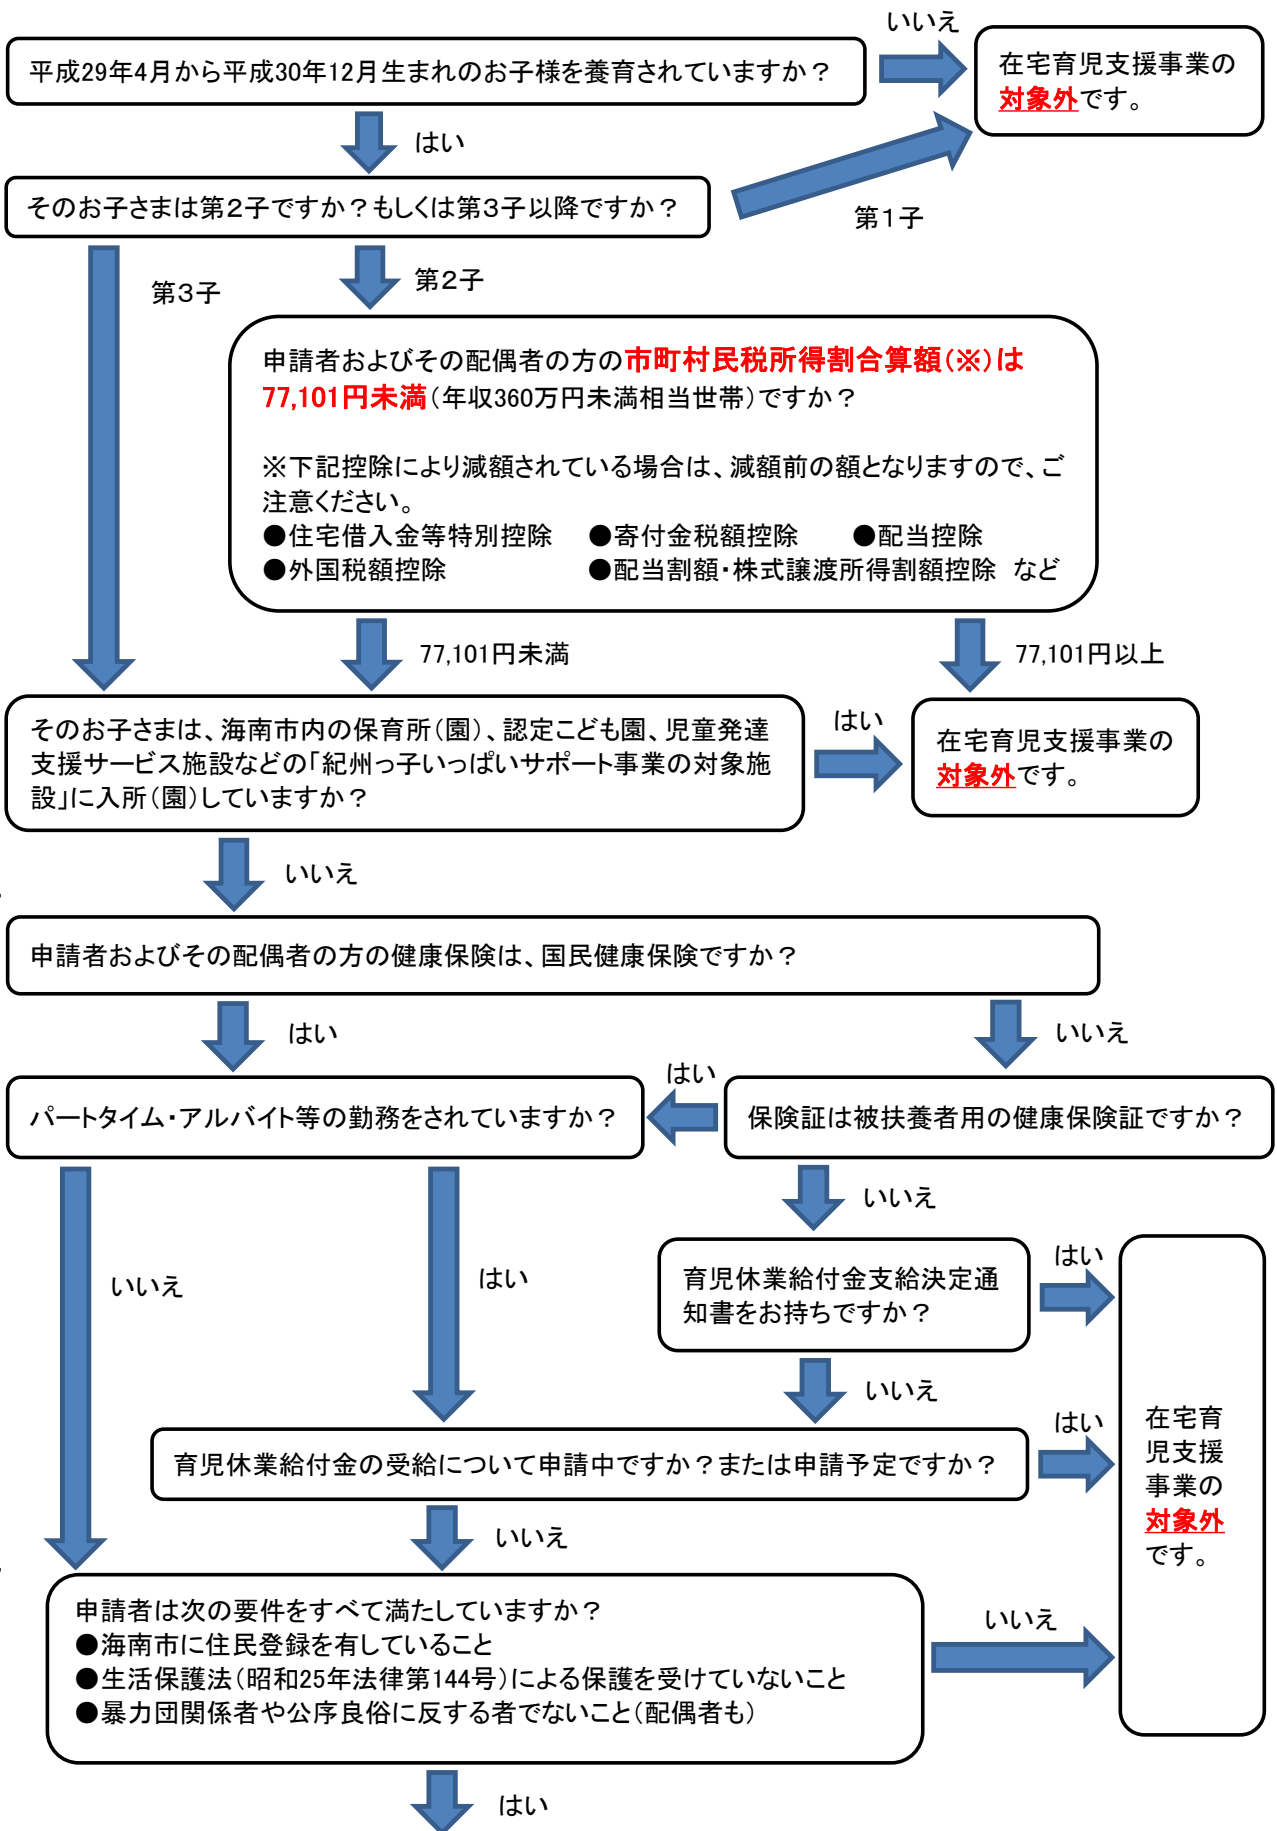 いいえ
平成29年4月から平成30年12月生まれのお子様を養育されていますか？
在宅育児支援事業の
対象外です。
はい
そのお子さまは第２子ですか？もしくは第３子以降ですか？
第１子
第３子
第２子
申請者およびその配偶者の方の市町村民税所得割合算額（※）は
77,101円未満（年収360万円未満相当世帯）ですか？
※下記控除により減額されている場合は、減額前の額となりますので、ご
注意ください。
●住宅借入金等特別控除　●寄付金税額控除　●配当控除
●外国税額控除　●配当割額・株式譲渡所得割額控除　など
77,101円未満
77,101円以上
そのお子さまは、海南市内の保育所（園）、認定こども園、児童発達
支援サービス施設などの「紀州っ子いっぱいサポート事業の対象施
設」に入所（園）していますか？
はい
在宅育児支援事業の
対象外です。
いいえ
申請者およびその配偶者の方の健康保険は、国民健康保険ですか？
はい
いいえ
パートタイム・アルバイト等の勤務をされていますか？
はい
保険証は被扶養者用の健康保険証ですか？
いいえ
いいえ
はい
育児休業給付金支給決定通
知書をお持ちですか？
はい
いいえ
育児休業給付金の受給について申請中ですか？または申請予定ですか？
はい
在宅育
児支援
事業の
対象外
です。
いいえ
申請者は次の要件をすべて満たしていますか？
●海南市に住民登録を有していること
●生活保護法（昭和25年法律第144号）による保護を受けていないこと
●暴力団関係者や公序良俗に反する者でないこと（配偶者も）
いいえ
はい